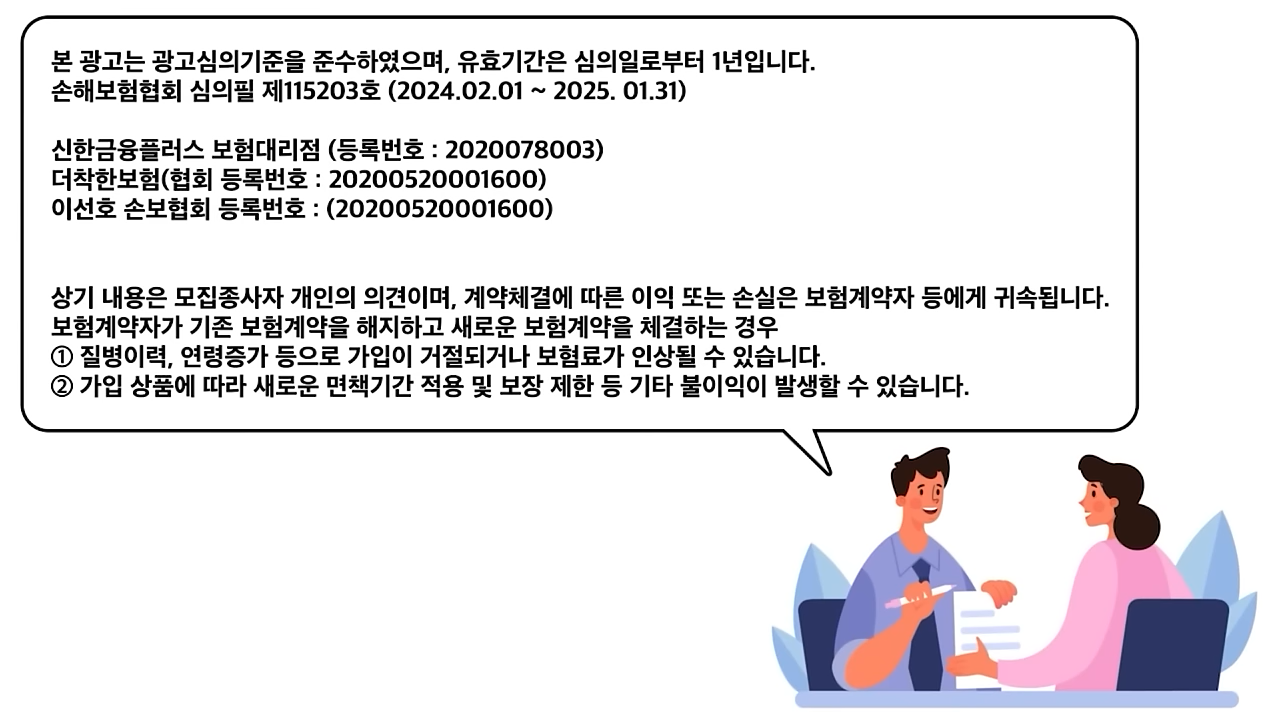 본 광고는 광고심의기준을 준수하였으며, 유효기간은 심의일로부터 1년입니다.
손해보험협회 심의필 제115203호 (2024.02.01 ~ 2025. 01.31)
신한금융플러스 보험대리점 (등록번호 : 2020078003)
더착한보험(협회 등록번호 : 20200520001600)
이선호 손보협회 등록번호 : (20200520001600)
상기 내용은 모집종사자 개인의 의견이며, 계약체결에 따른 이익 또는 손실은 보험계약자 등에게 귀속됩니다.
보험계약자가 기존 보험계약을 해지하고 새로운 보험계약을 체결하는 경우
① 질병이력, 연령증가 등으로 가입이 거절되거나 보험료가 인상될 수 있습니다.
② 가입 상품에 따라 새로운 면책기간 적용 및 보장 제한 등 기타 불이익이 발생할 수 있습니다.